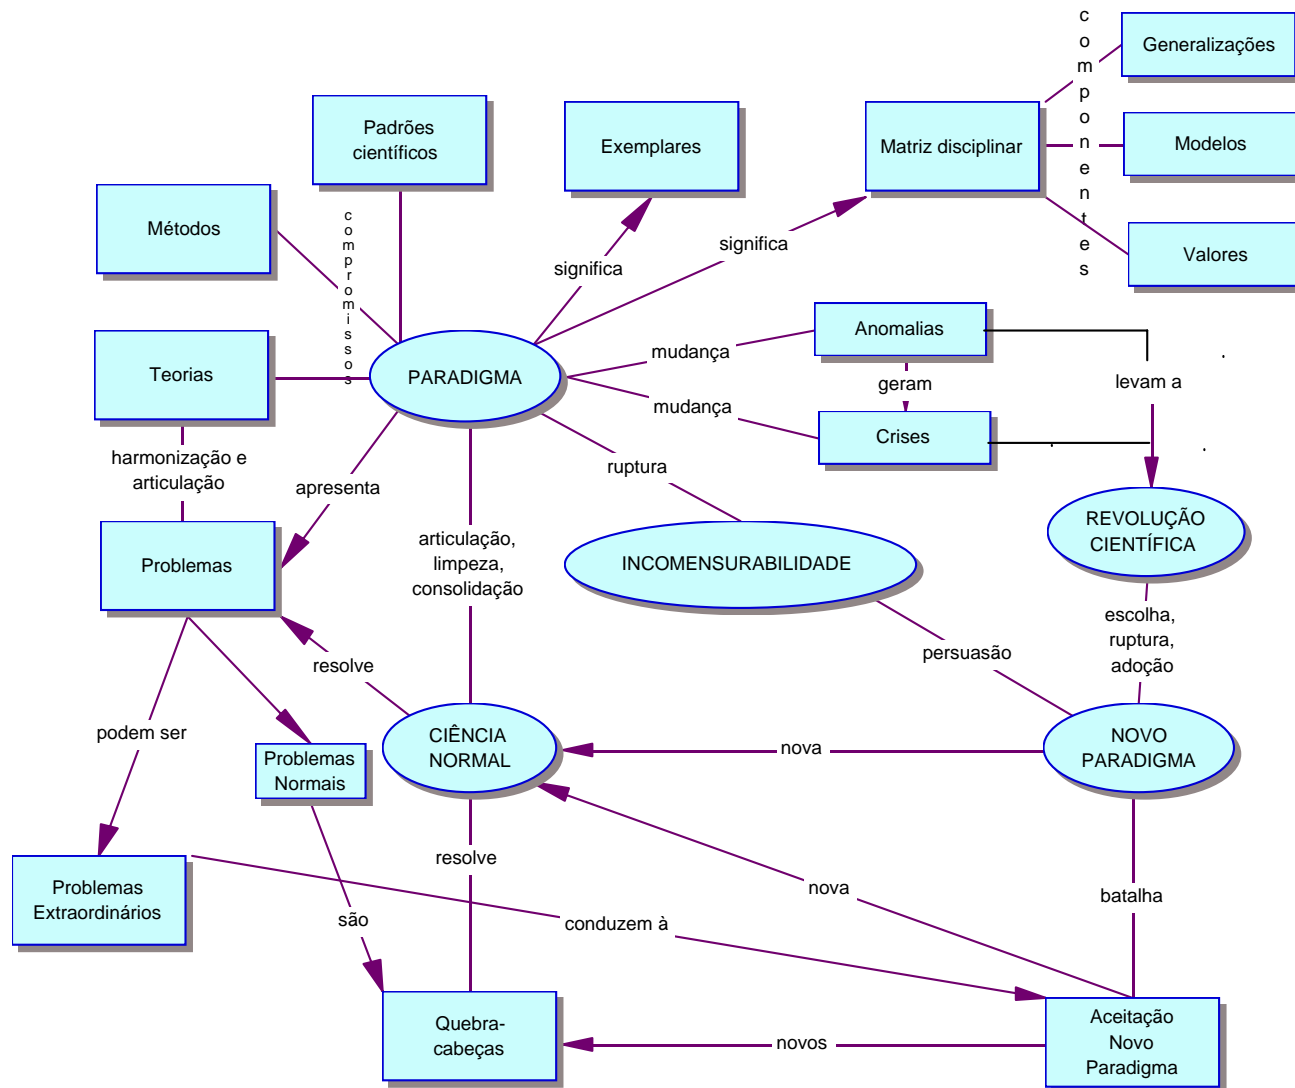 componentes
Generalizações
Padrões
científicos
Exemplares
Matriz disciplinar
Modelos
Métodos
compromissos
significa
significa
Valores
Anomalias
mudança
Teorias
PARADIGMA
geram
levam a
mudança
Crises
harmonização e
articulação
ruptura
apresenta
REVOLUÇÃO
CIENTÍFICA
articulação,
limpeza,
consolidação
Problemas
INCOMENSURABILIDADE
escolha,
ruptura,
adoção
resolve
persuasão
podem ser
CIÊNCIA
NORMAL
NOVO
PARADIGMA
nova
Problemas
Normais
resolve
Problemas
Extraordinários
nova
batalha
são
conduzem à
Quebra-
cabeças
novos
Aceitação
Novo
Paradigma